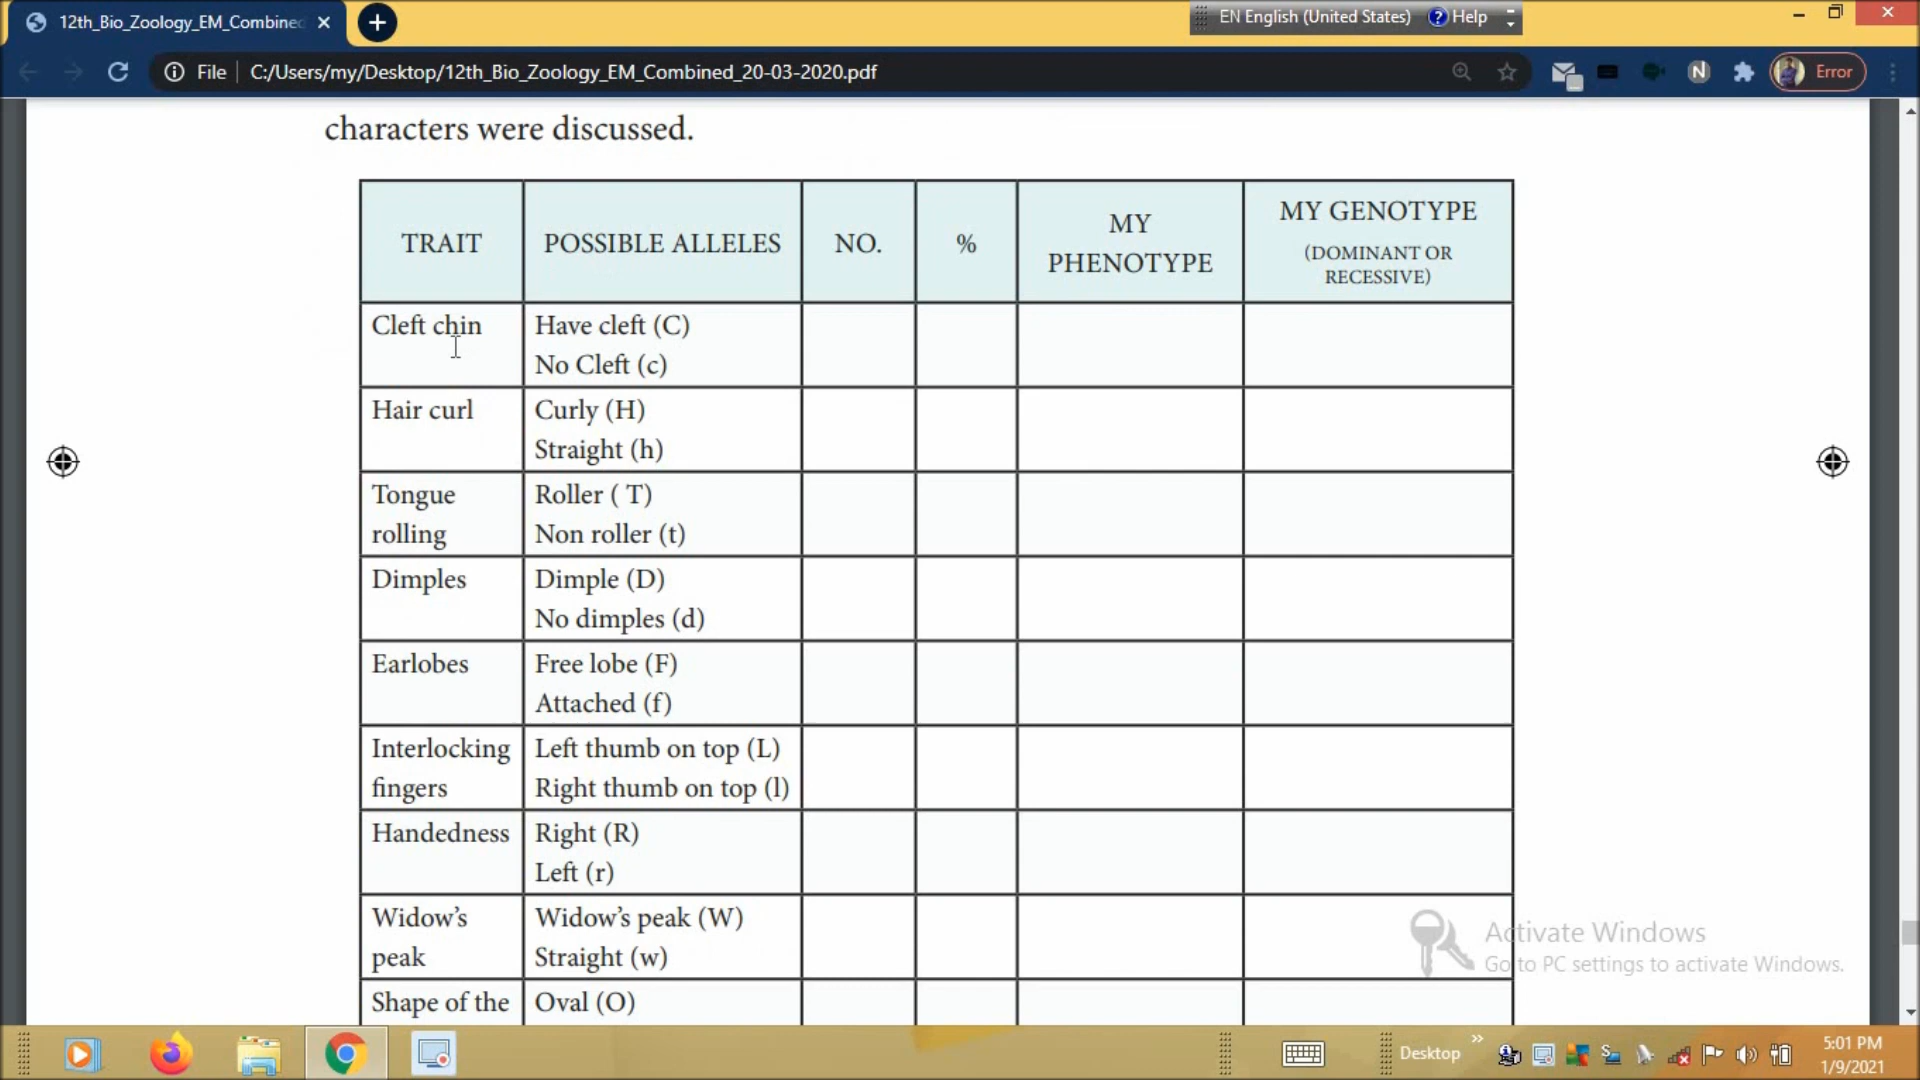 12th_Bio_Zoology_EM_Combine
EN English (United States)
Help
File
C:/Users/my/Desktop/12th_Bio_Zoology_EM_Combined_20-03-2020.pdf
N
Error
characters were discussed.
TRAIT
POSSIBLE ALLELES
NO.
%
MY
PHENOTYPE
MY GENOTYPE
(DOMINANT OR
RECESSIVE)
Cleft chin
Have cleft (C)
No Cleft (c)
Hair curl
Curly (H)
Straight (h)
Tongue
rolling
Roller ( T)
Non roller (t)
Dimples
Dimple (D)
No dimples (d)
Earlobes
Free lobe (F)
Attached (f)
Interlocking
fingers
Left thumb on top (L)
Right thumb on top (l)
Handedness
Right (R)
Left (r)
Widow's
peak
Widow's peak (W)
Straight (w)
Shape of the
Oval (O)
Activate Windows
Go to PC settings to activate Windows.
Desktop
5:01 PM
1/9/2021